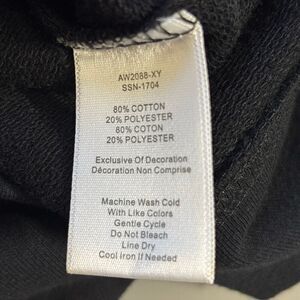 AW2088-XY
SSN-1704
80% COTTON
20% POLYESTER
80% COTON
20% POLYESTER
Exclusive Of Decoration
Décoration Non Comprise
Machine Wash Cold
With Like Colors
Gentle Cycle
Do Not Bleach
Line Dry
Cool Iron If Needed